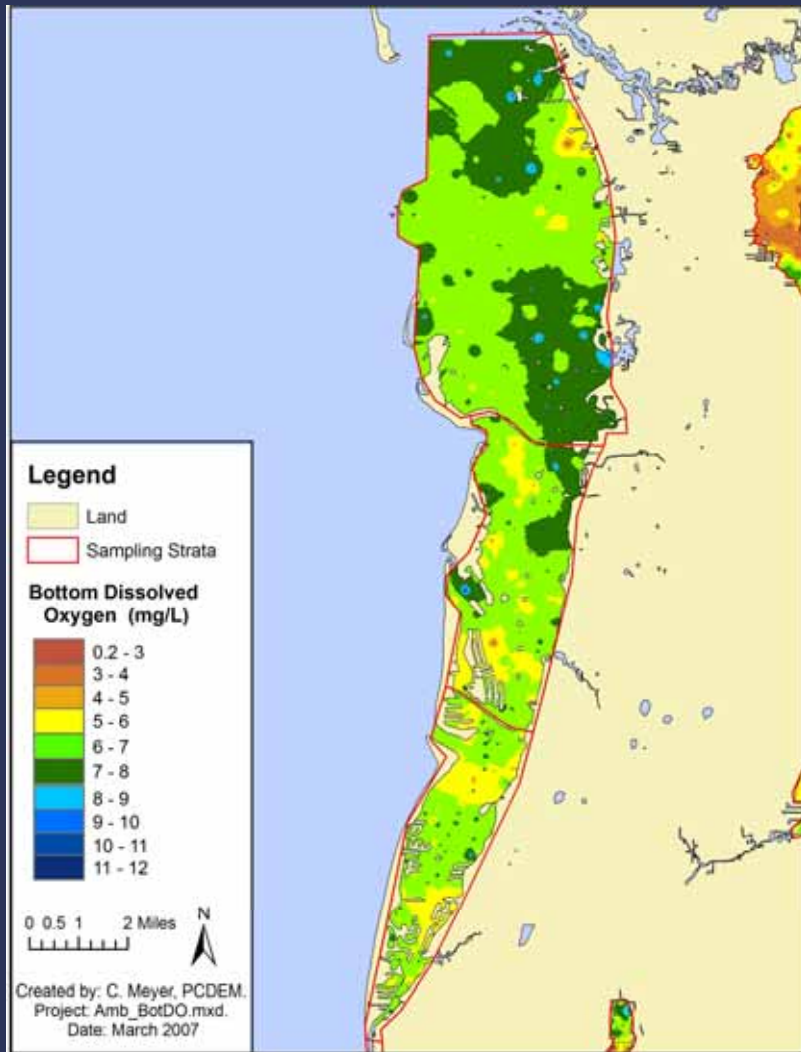 Legend
Land
Sampling Strata
Bottom Dissolved
Oxygen (mg/L)
0.2 - 3
3 - 4
4 - 5
5 - 6
6 - 7
7 - 8
8 - 9
9 - 10
10 - 11
11 - 12
0 0.5 1 2 Miles
N
Created by: C. Meyer, PCDEM.
Project: Amb_BotDO.mxd.
Date: March 2007